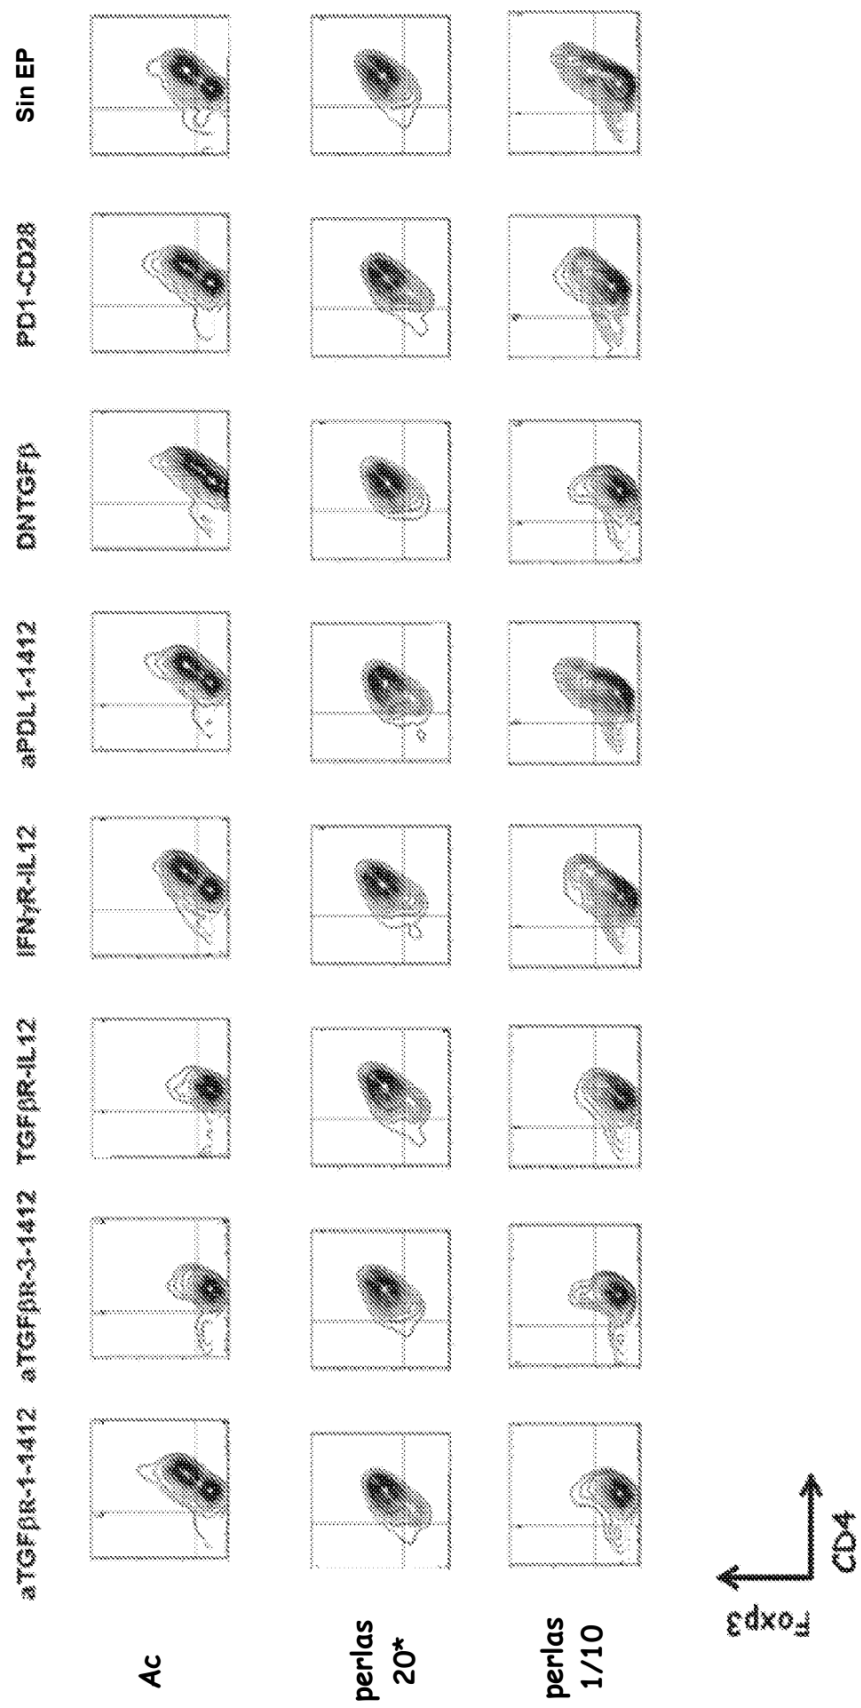 aTGFβR-1-1412
aTGFβR-3-1412
TGFβR-IL12
IFNγR-IL12
aPDL1-1412
DNTGFβ
PD1-CD28
Sin EP
Ac
perlas
20*
perlas
1/10
Foxp3
CD4